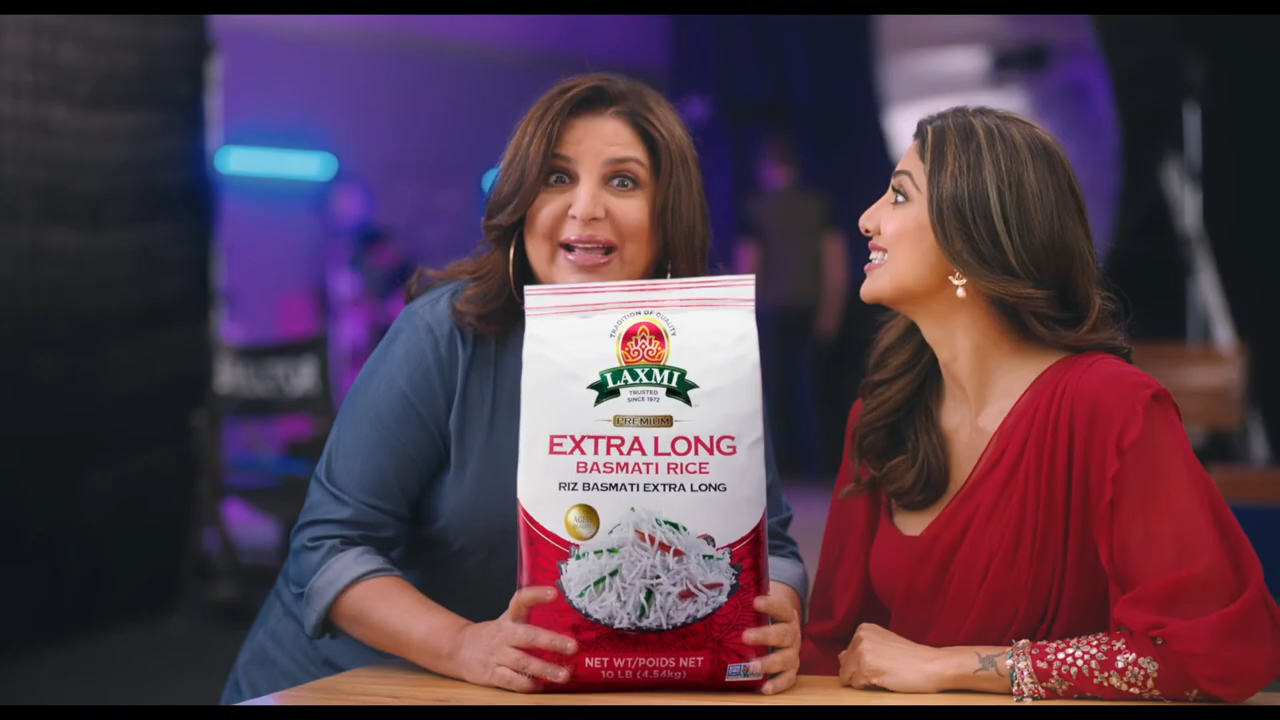 TRADITION OF QUALITY
LAXMI
TRUSTED
SINCE 1972
PREMIUM
EXTRA LONG
BASMATI RICE
RIZ BASMATI EXTRA LONG
AGED
NET WT/POIDS NET
10 LB (4.54kg)